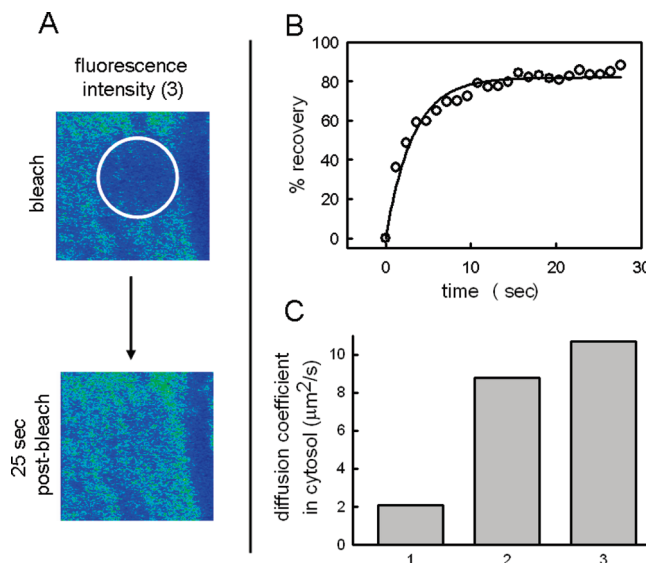 A
fluorescence
intensity (3)
bleach
25 sec
post-bleach
B
% recovery
100
80
60
40
20
0
0 10 20 30
time ( sec)
C
diffusion coefficient
in cytosol (μm²/s)
10
8
6
4
2
0
1 2 3